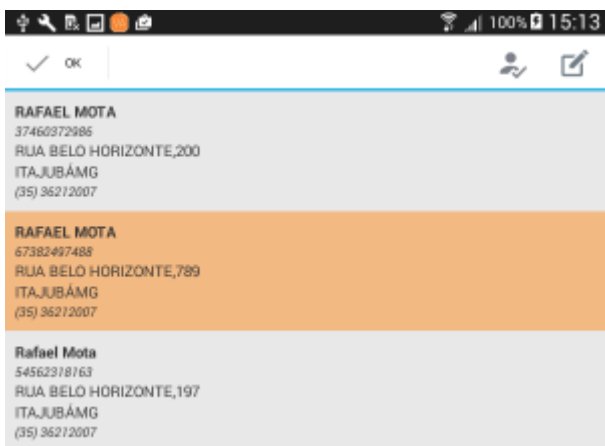 100% 15:13
OK
RAFAEL MOTA
37460372986
RUA BELO HORIZONTE,200
ITAJUBÁMG
(35) 36212007
RAFAEL MOTA
67382497488
RUA BELO HORIZONTE,789
ITAJUBÁMG
(35) 36212007
Rafael Mota
54562318163
RUA BELO HORIZONTE,197
ITAJUBÁMG
(35) 36212007